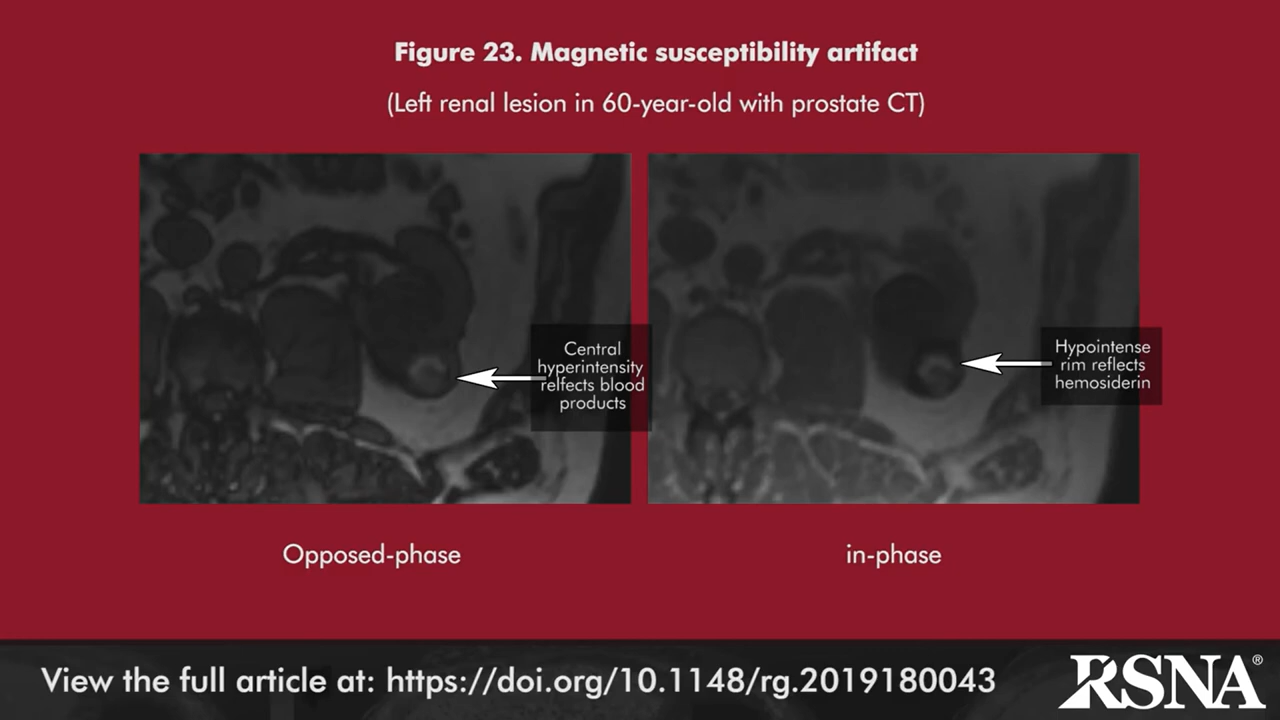 Figure 23. Magnetic susceptibility artifact
(Left renal lesion in 60-year-old with prostate CT)
Central
hyperintensity
relfects blood
products
Hypointense
rim reflects
hemosiderin
Opposed-phase
in-phase
View the full article at: https://doi.org/10.1148/rg.2019180043
RSNA®